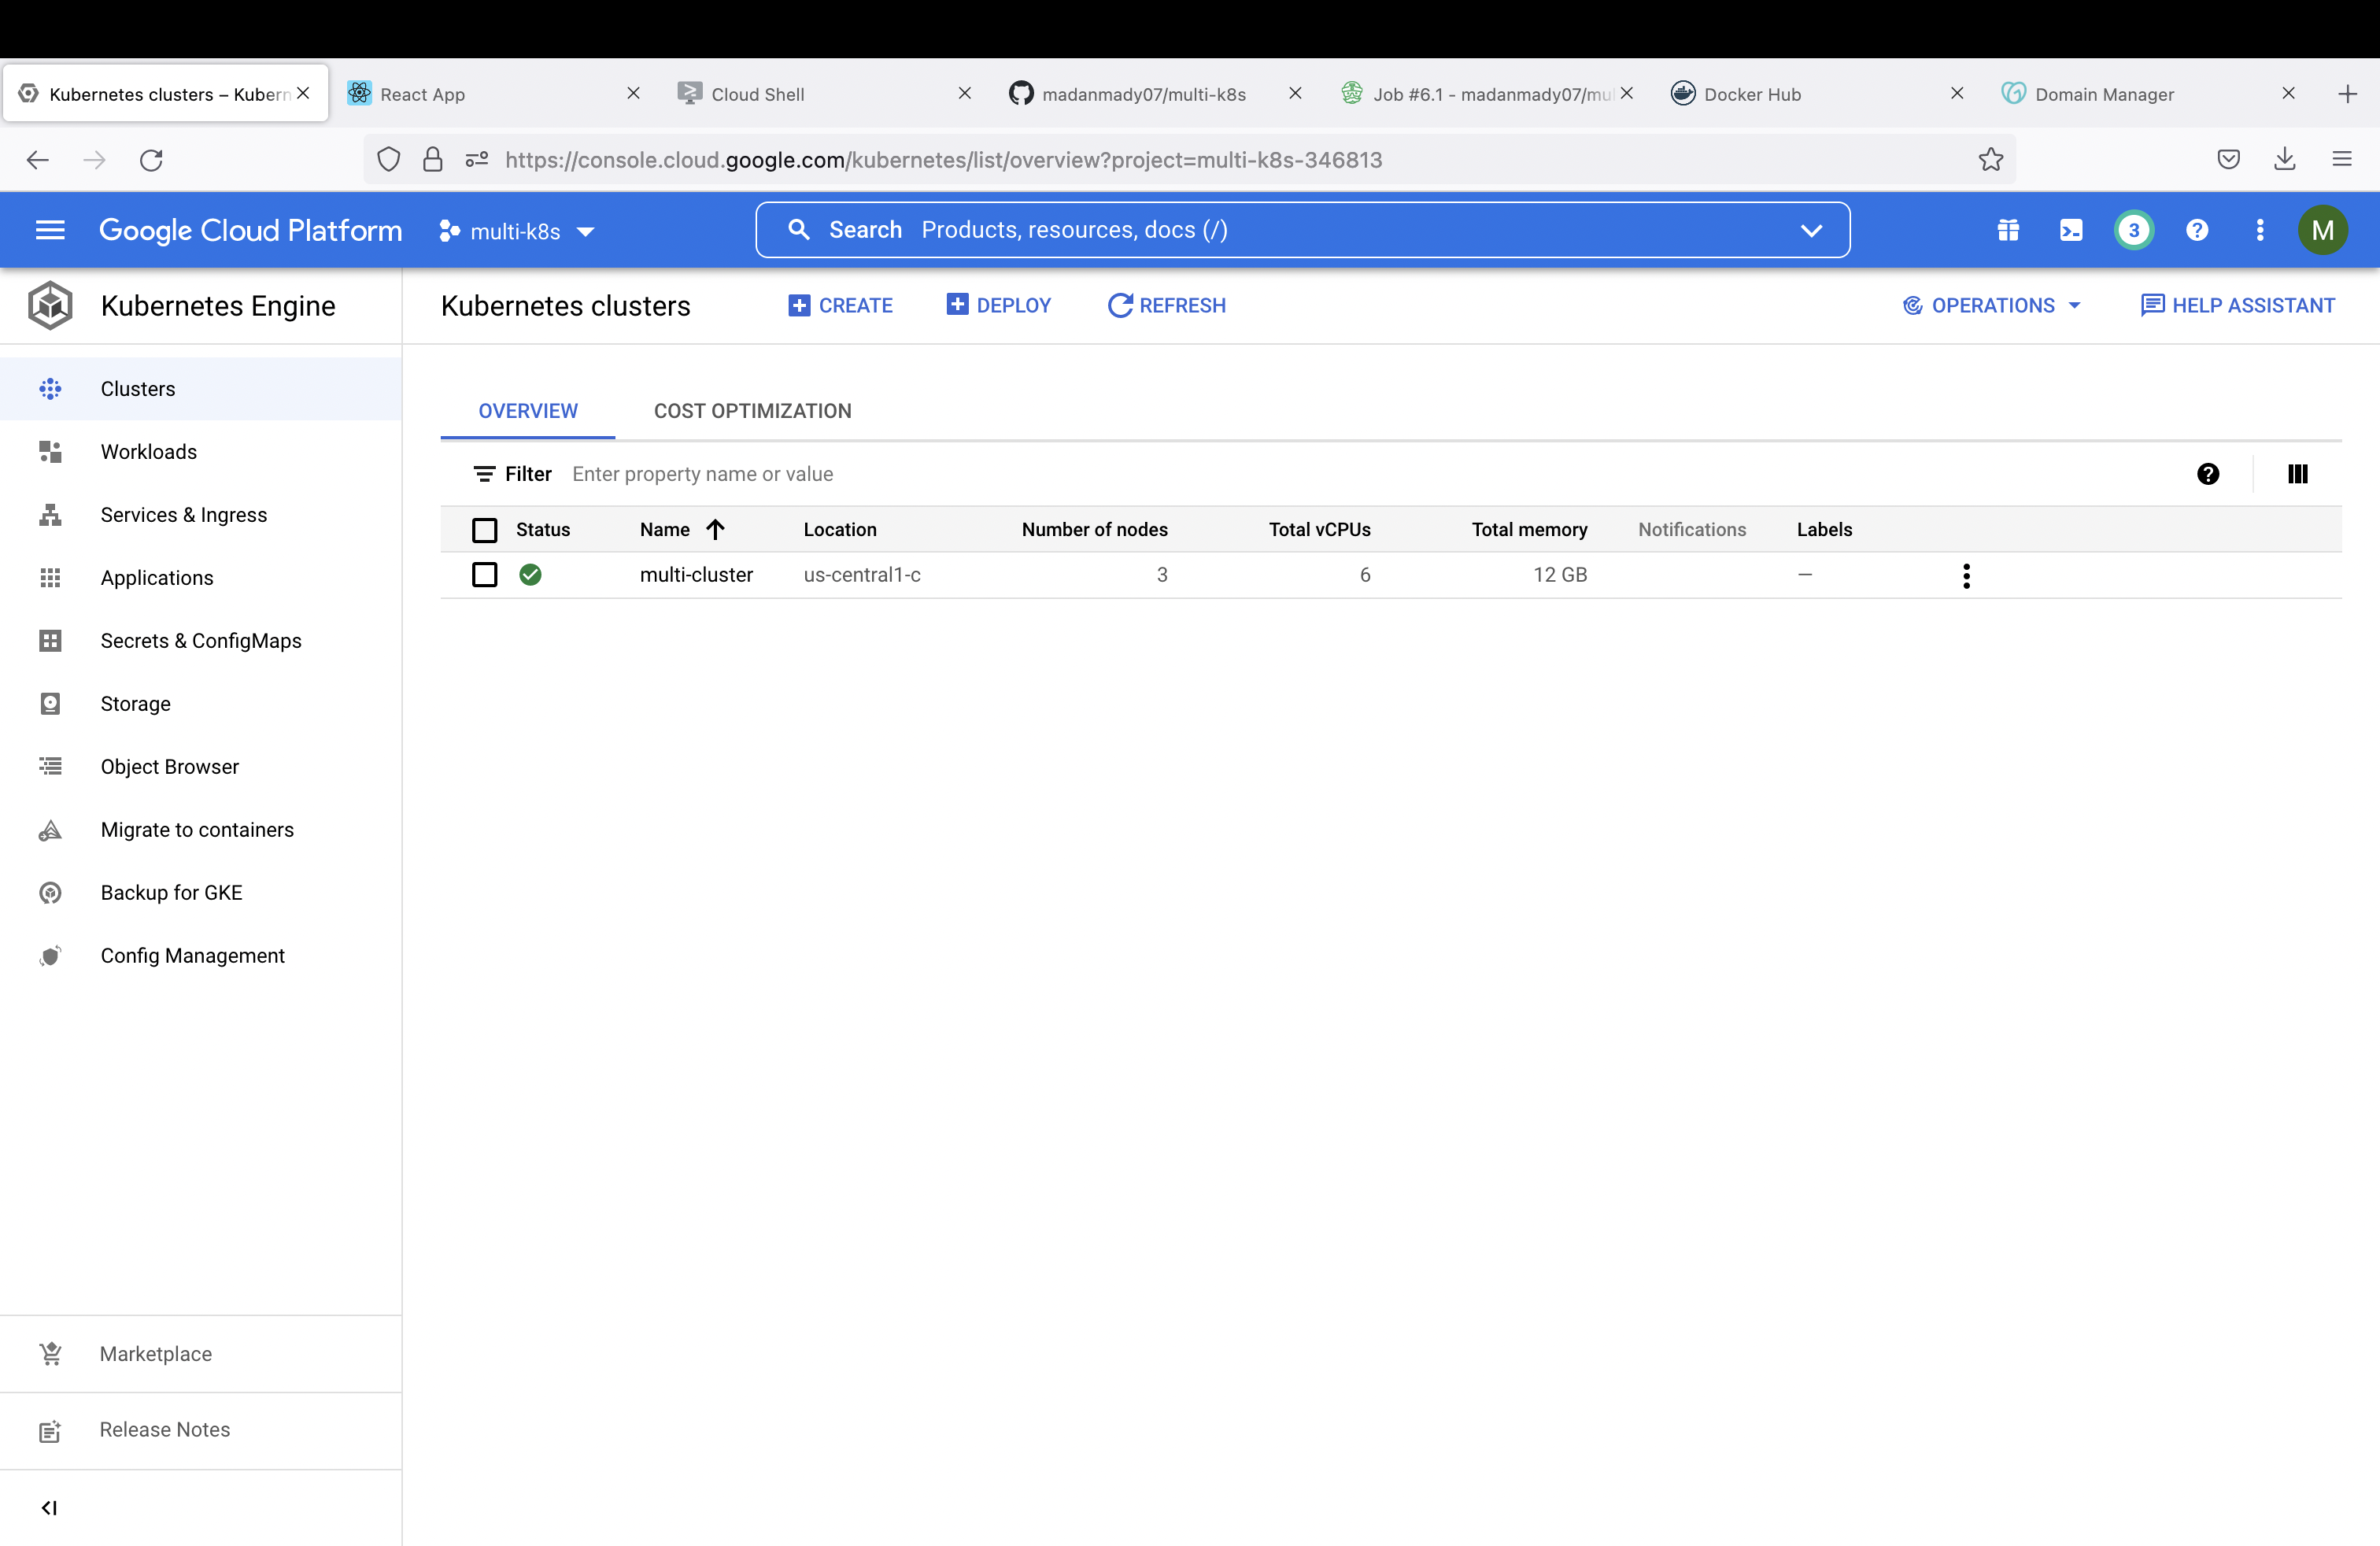 Kubernetes clusters – Kubern
React App
Cloud Shell
madanmady07/multi-k8s
Job #6.1 - madanmady07/mul
Docker Hub
Domain Manager
https://console.cloud.google.com/kubernetes/list/overview?project=multi-k8s-346813
Google Cloud Platform
multi-k8s
Search Products, resources, docs (/)
3
?
M
Kubernetes Engine
Kubernetes clusters
CREATE
DEPLOY
REFRESH
OPERATIONS
HELP ASSISTANT
Clusters
Workloads
Services & Ingress
Applications
Secrets & ConfigMaps
Storage
Object Browser
Migrate to containers
Backup for GKE
Config Management
Marketplace
Release Notes
OVERVIEW
COST OPTIMIZATION
Filter Enter property name or value
?
Status Name Location Number of nodes Total vCPUs Total memory Notifications Labels
multi-cluster us-central1-c 3 6 12 GB —